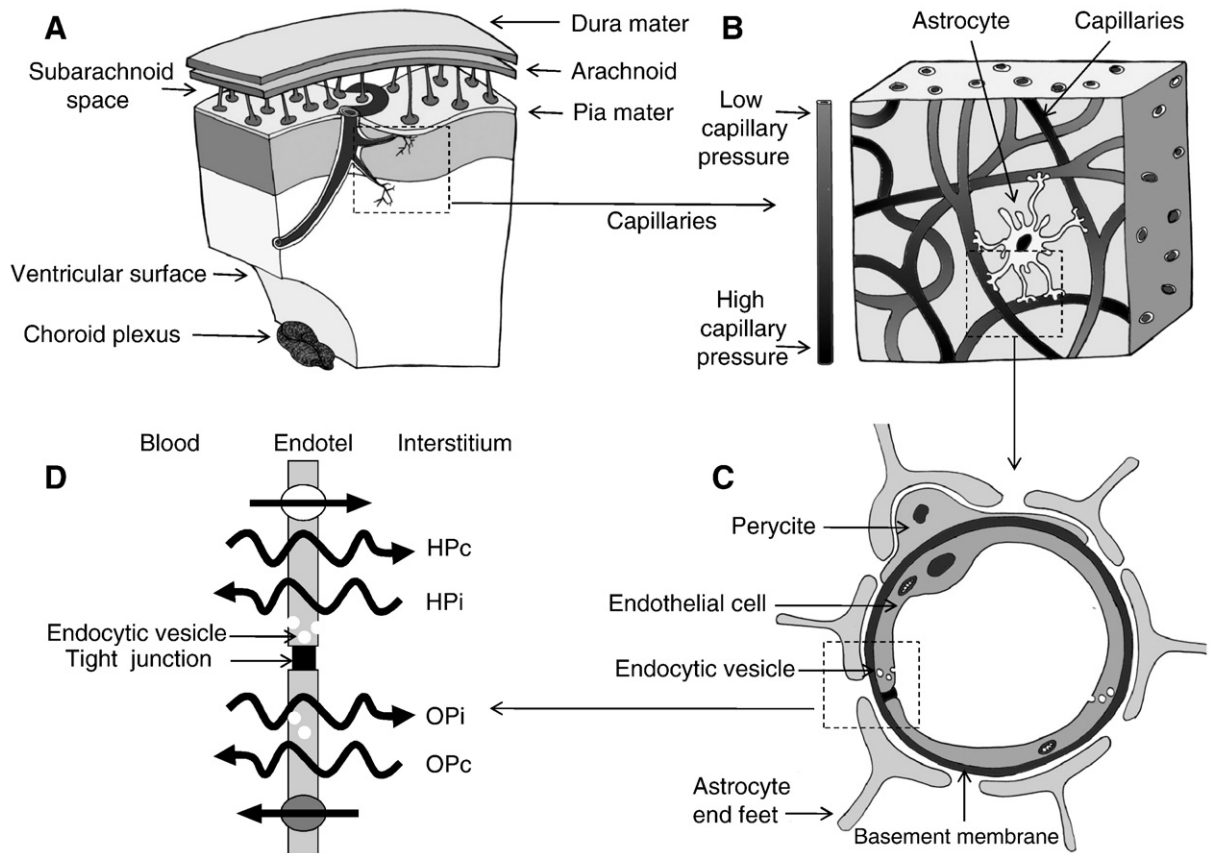 A
Dura mater
Subarachnoid
space
Arachnoid
Pia mater
Capillaries
Ventricular surface
Choroid plexus
B
Astrocyte
Capillaries
Low
capillary
pressure
High
capillary
pressure
D
Blood
Endotel
Interstitium
HPc
HPi
Endocytic vesicle
Tight junction
OPi
OPc
C
Perycite
Endothelial cell
Endocytic vesicle
Astrocyte
end feet
Basement membrane